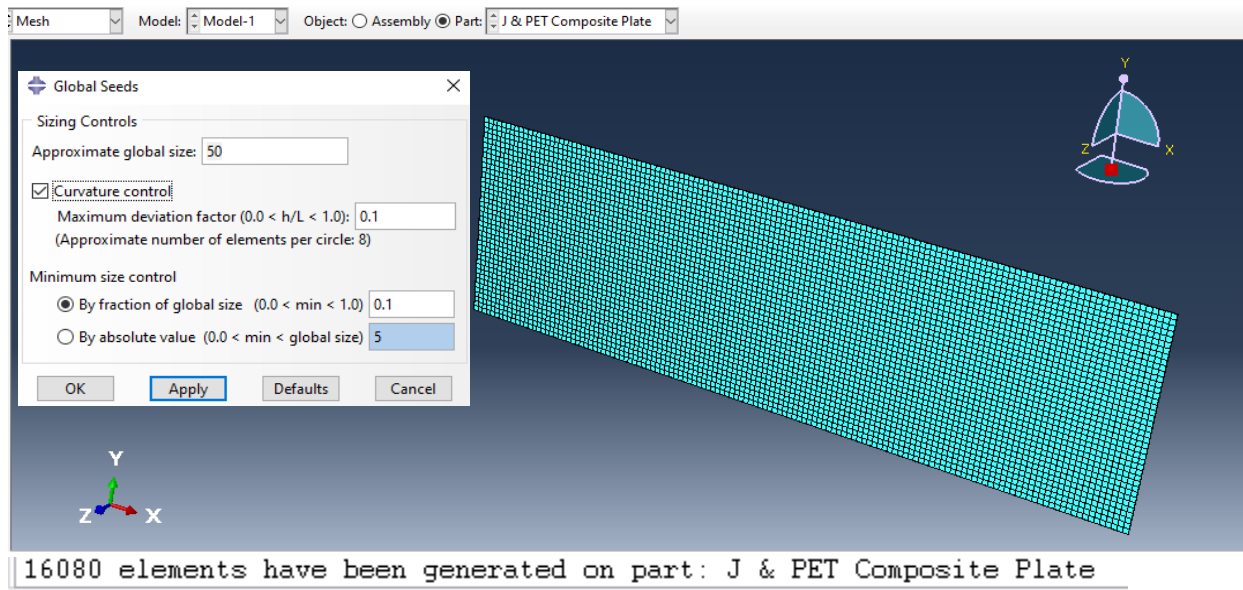 Mesh Model: Model-1 Object: Assembly Part: J & PET Composite Plate
Global Seeds
Sizing Controls
Approximate global size: 50
Curvature control
Maximum deviation factor (0.0 < h/L < 1.0): 0.1
(Approximate number of elements per circle: 8)
Minimum size control
By fraction of global size (0.0 < min < 1.0) 0.1
By absolute value (0.0 < min < global size) 5
OK Apply Defaults Cancel
Y
Z X
Y
Z X
16080 elements have been generated on part: J & PET Composite Plate